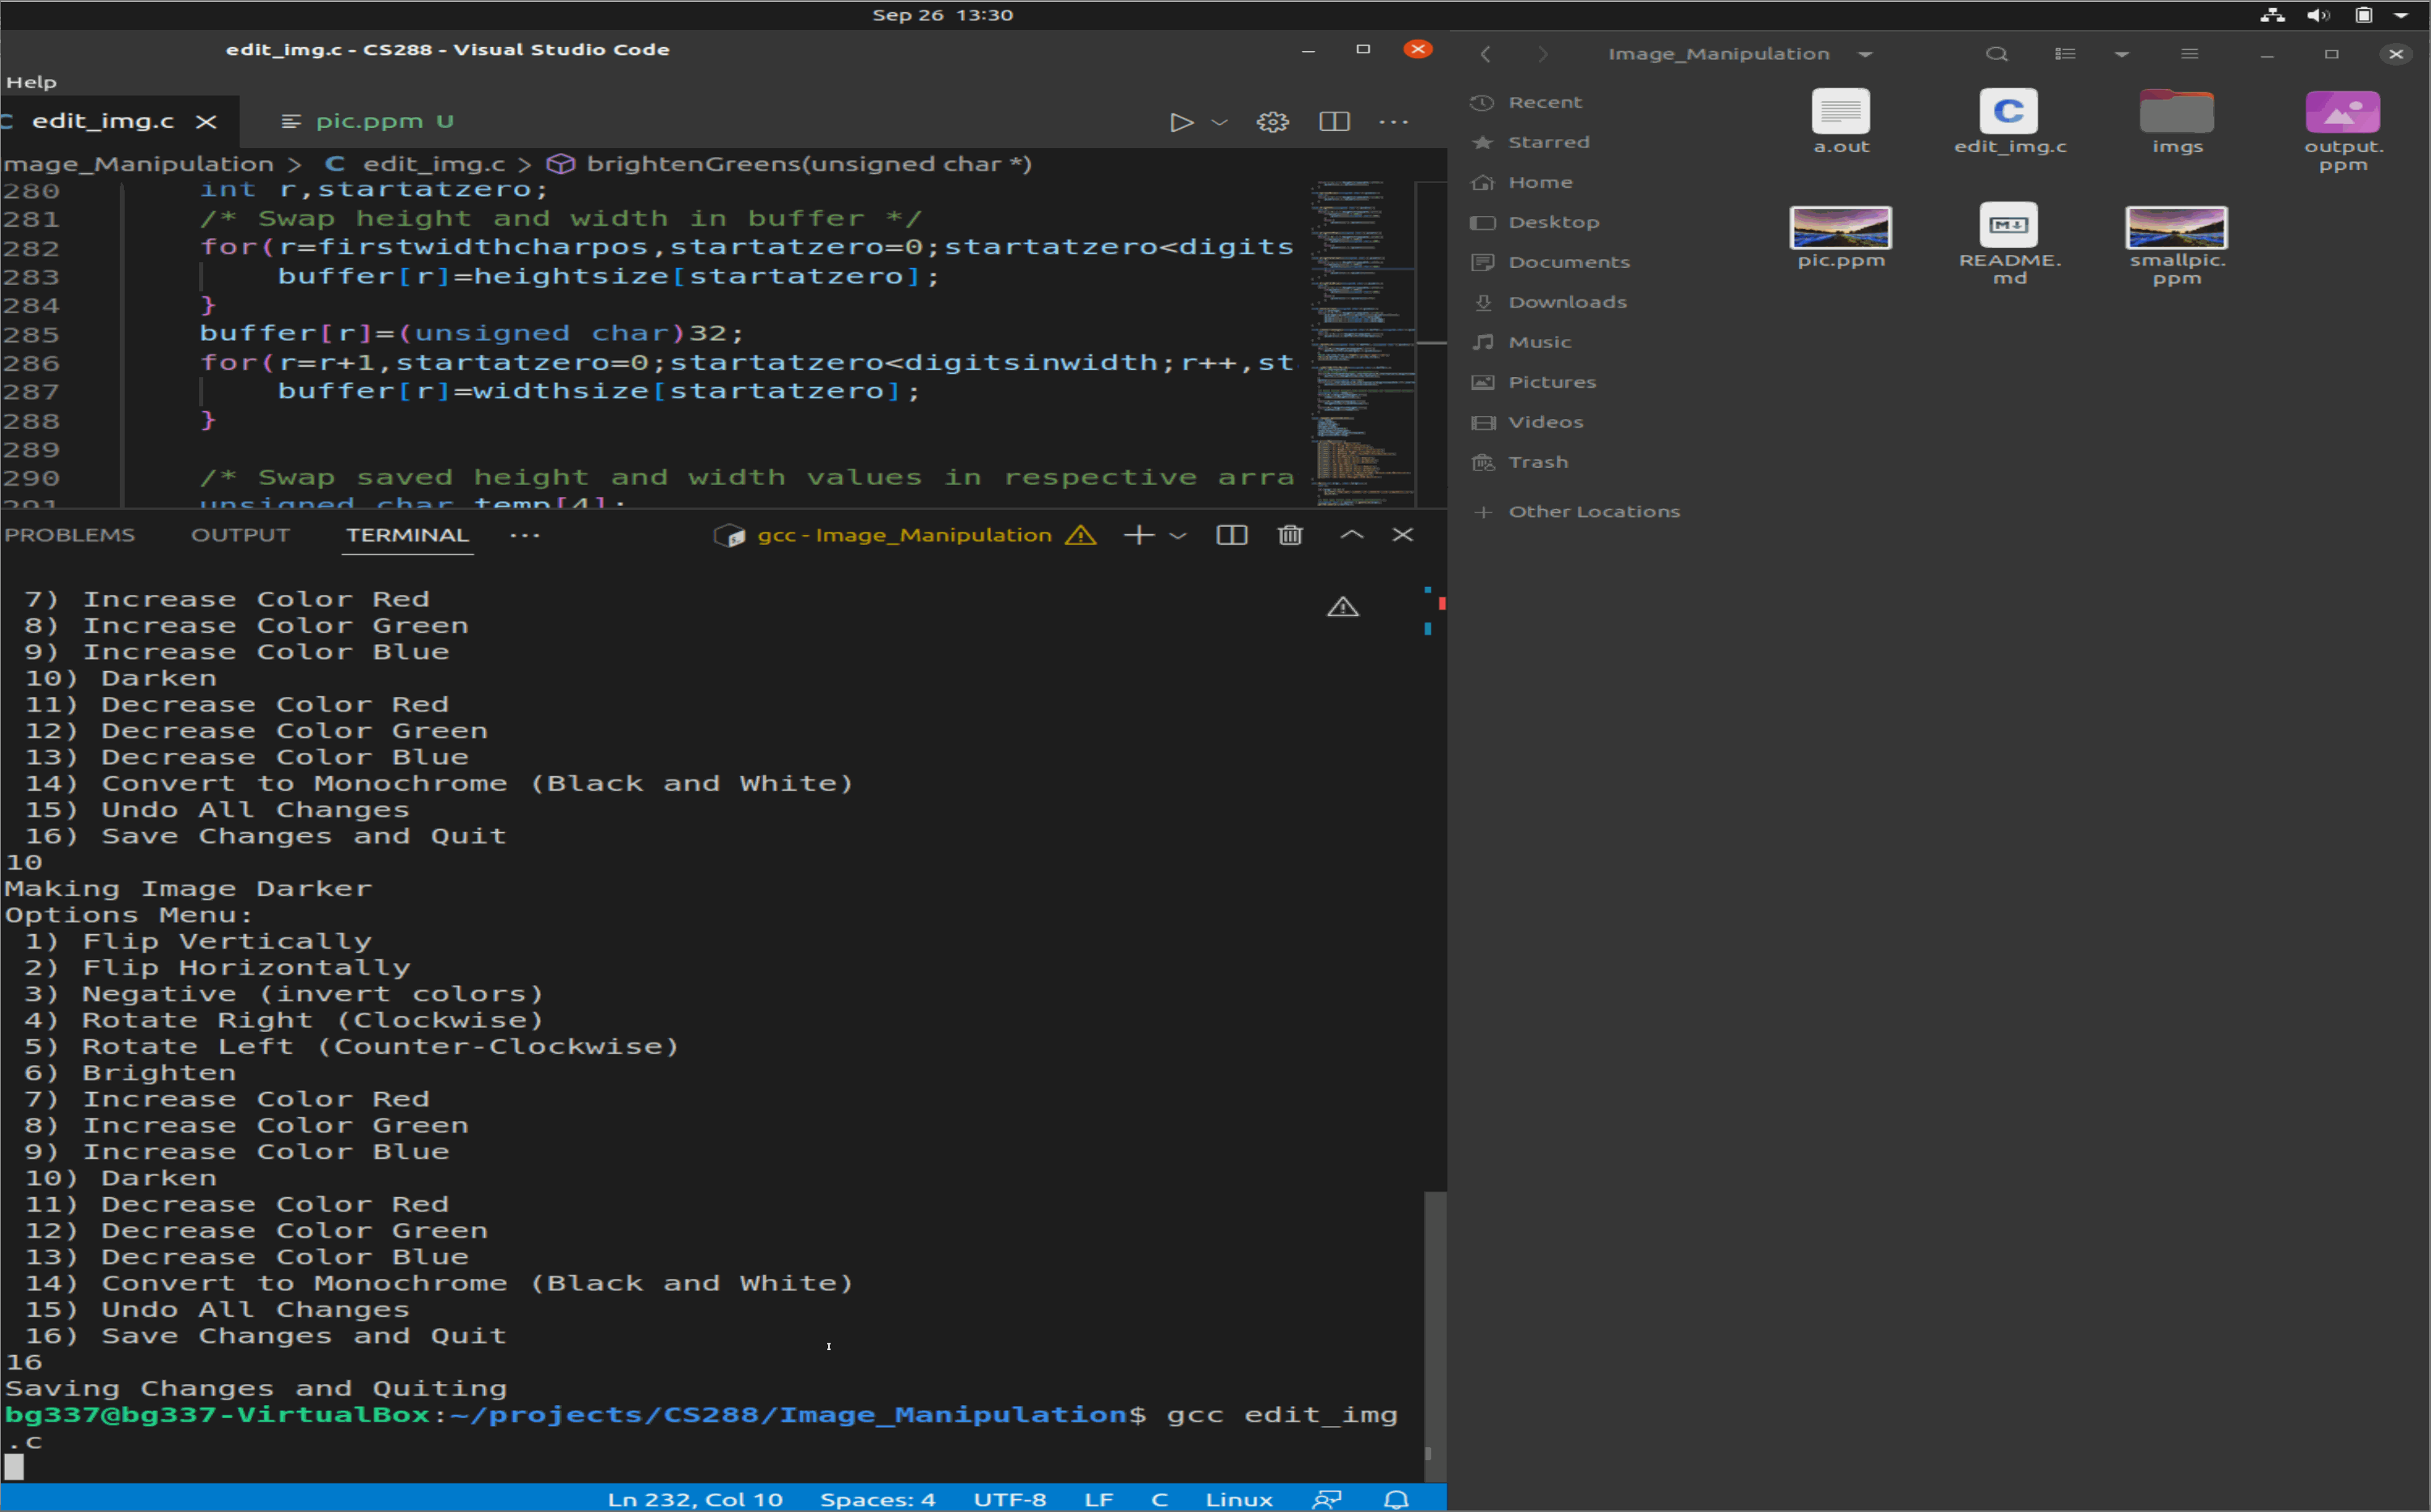 Sep 26 13:30
edit_img.c - CS288 - Visual Studio Code
Help
C edit_img.c
pic.ppm U
mage_Manipulation > C edit_img.c > brightenGreens(unsigned char *)
280 int r,startatzero;
281 /* Swap height and width in buffer */
282 for(r=firstwidthcharpos,startatzero=0;startatzero<digits
283 buffer[r]=heightsize[startatzero];
284 }
285 buffer[r]=(unsigned char)32;
286 for(r=r+1,startatzero=0;startatzero<digitsinwidth;r++,st
287 buffer[r]=widthsize[startatzero];
288 }
289
290 /* Swap saved height and width values in respective arra
291 unsigned char temp[4];
PROBLEMS OUTPUT TERMINAL ···
gcc - Image_Manipulation
7) Increase Color Red
8) Increase Color Green
9) Increase Color Blue
10) Darken
11) Decrease Color Red
12) Decrease Color Green
13) Decrease Color Blue
14) Convert to Monochrome (Black and White)
15) Undo All Changes
16) Save Changes and Quit
10
Making Image Darker
Options Menu:
1) Flip Vertically
2) Flip Horizontally
3) Negative (invert colors)
4) Rotate Right (Clockwise)
5) Rotate Left (Counter-Clockwise)
6) Brighten
7) Increase Color Red
8) Increase Color Green
9) Increase Color Blue
10) Darken
11) Decrease Color Red
12) Decrease Color Green
13) Decrease Color Blue
14) Convert to Monochrome (Black and White)
15) Undo All Changes
16) Save Changes and Quit
16
Saving Changes and Quiting
bg337@bg337-VirtualBox:~/projects/CS288/Image_Manipulation$ gcc edit_img
.c
Ln 232, Col 10 Spaces: 4 UTF-8 LF C Linux
Image_Manipulation
Recent
Starred
Home
Desktop
Documents
Downloads
Music
Pictures
Videos
Trash
+ Other Locations
a.out
C
edit_img.c
imgs
output.
ppm
pic.ppm
M
README.
md
smallpic.
ppm